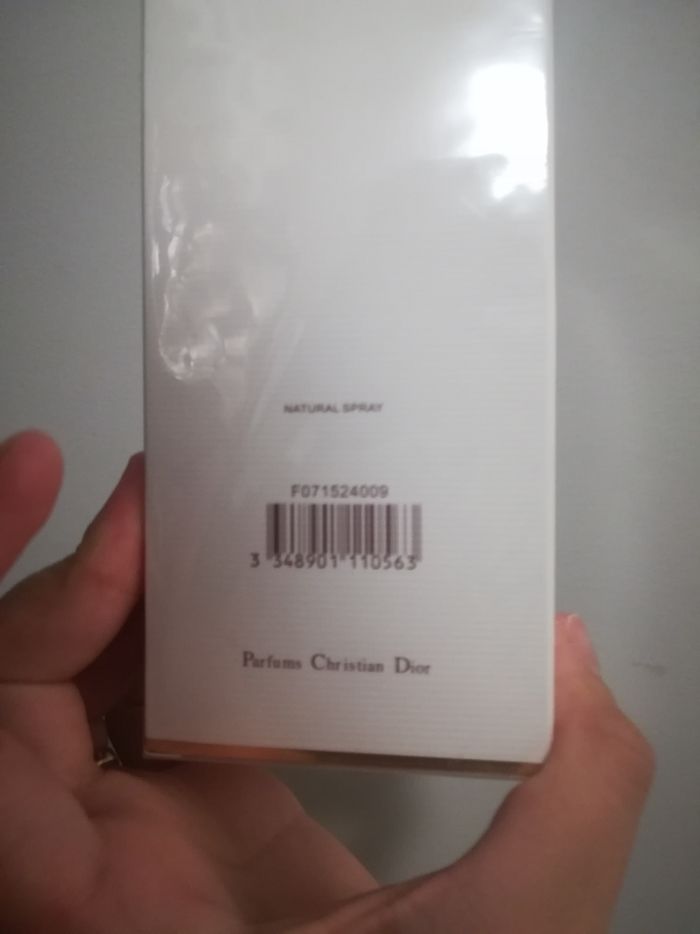 NATURAL SPRAY
F071524009
3 348901 110563
Parfums Christian Dior